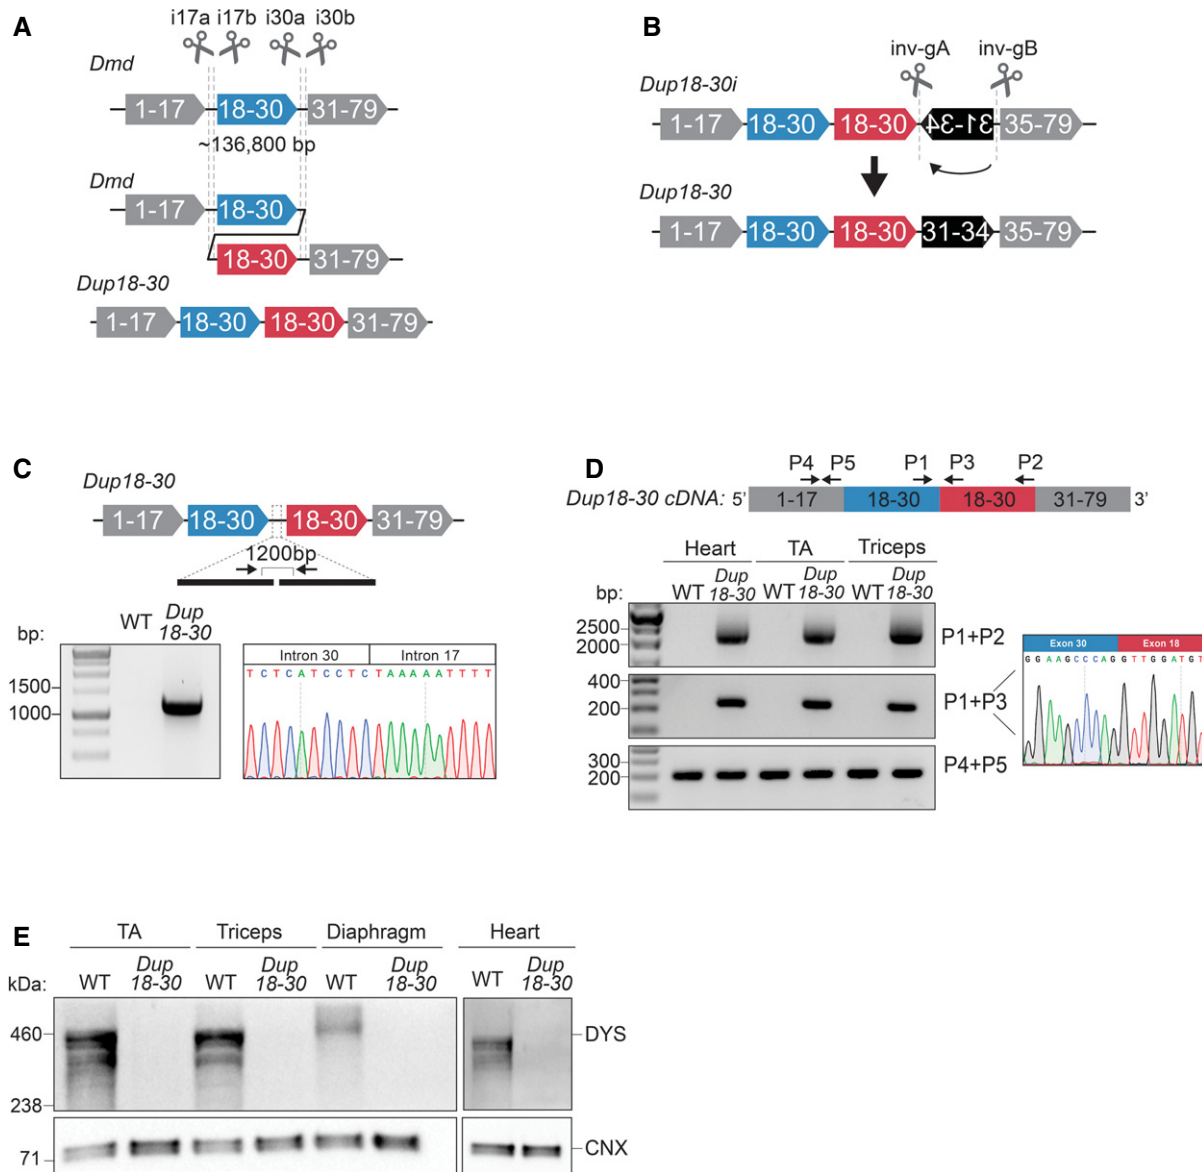 A
i17a i17b i30a i30b
Dmd
1-17 18-30 31-79
~136,800 bp
Dmd
1-17 18-30
18-30 31-79
Dup18-30
1-17 18-30 18-30 31-79
B
inv-gA inv-gB
Dup18-30i
1-17 18-30 18-30 31-34 35-79
Dup18-30
1-17 18-30 18-30 31-34 35-79
C
Dup18-30
1-17 18-30 18-30 31-79
1200bp
WT Dup 18-30
bp:
1500
1000
Intron 30 Intron 17
T C T C A T C C T C T A A A A A T T T T
D
P4 P5 P1 P3 P2
Dup18-30 cDNA: 5' 1-17 18-30 18-30 31-79 3'
Heart TA Triceps
WT Dup 18-30 WT Dup 18-30 WT Dup 18-30
bp:
2500
2000
P1+P2
400
200
P1+P3
300
200
P4+P5
Exon 30 Exon 18
G G A A G C C C A G G T T G G A T G T
E
TA Triceps Diaphragm Heart
WT Dup 18-30 WT Dup 18-30 WT Dup 18-30 WT Dup 18-30
kDa:
460
DYS
238
71
CNX